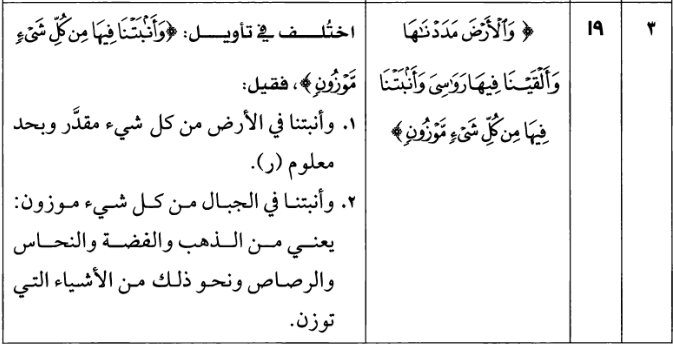 ٣
١٩
﴿ وَٱلْأَرْضَ مَدَدْنَٰهَا
وَأَلْقَيْنَا فِيهَا رَوَٰسِىَ وَأَنۢبَتْنَا
فِيهَا مِن كُلِّ شَىْءٍ مَّوْزُونٍ ﴾
اختُلف في تأويل: ﴿وَأَنۢبَتْنَا فِيهَا مِن كُلِّ شَىْءٍ
مَّوْزُونٍ﴾، فقيل:
١. وأنبتنا في الأرض من كل شيء مقدَّر وبحد
معلوم (ر).
٢. وأنبتنا في الجبال من كل شيء موزون:
يعني من الذهب والفضة والنحاس
والرصاص ونحو ذلك من الأشياء التي
توزن.